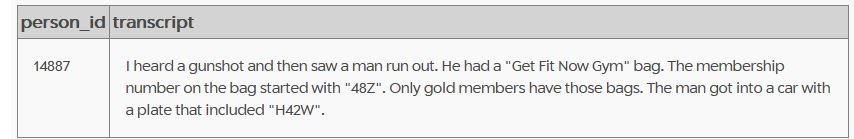 person_id transcript
14887 I heard a gunshot and then saw a man run out. He had a "Get Fit Now Gym" bag. The membership
number on the bag started with "48Z". Only gold members have those bags. The man got into a car with
a plate that included "H42W".